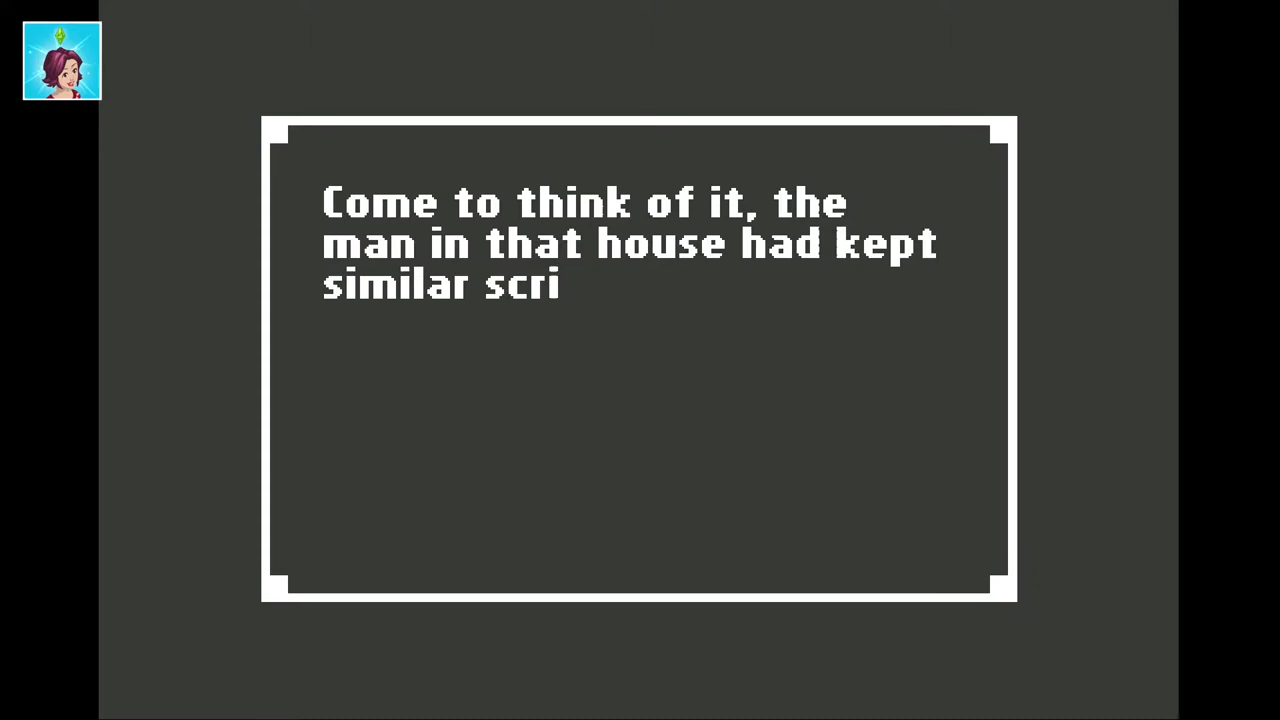 Come to think of it, the
man in that house had kept
similar scri